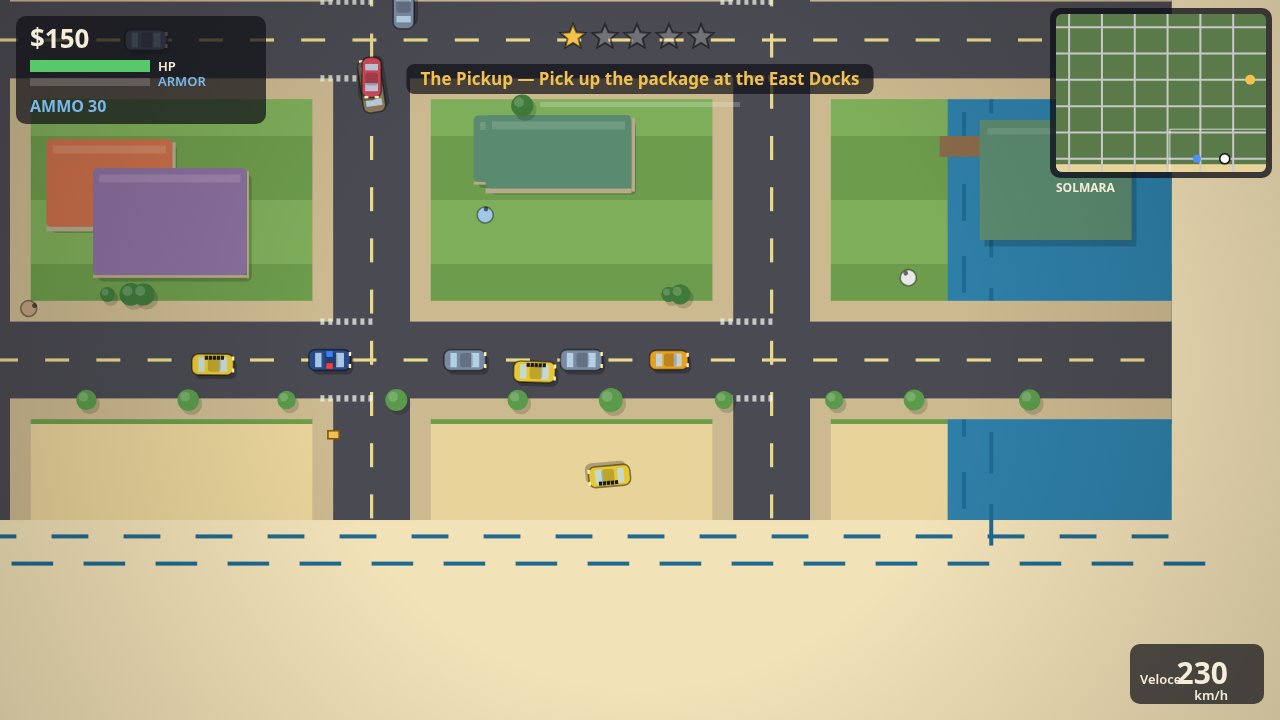 $150
HP
ARMOR
AMMO 30
The Pickup — Pick up the package at the East Docks
SOLMARA
Veloce
230
km/h